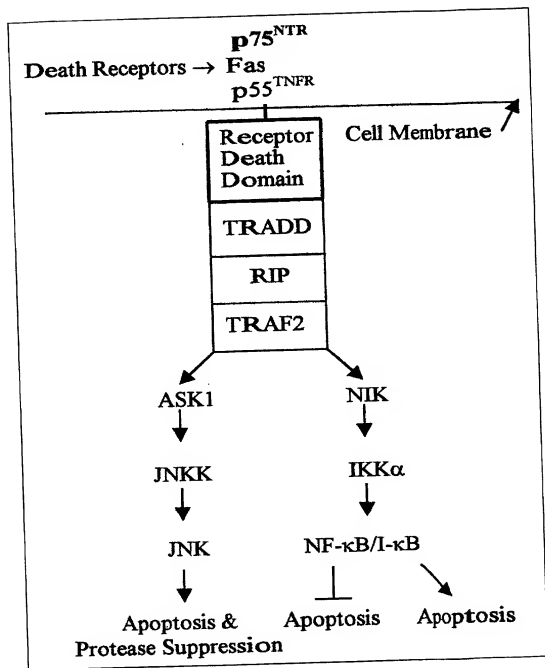 p75NTR
Death Receptors → Fas
p55TNFR
Cell Membrane
Receptor
Death
Domain
TRADD
RIP
TRAF2
ASK1 NIK
JNKK IKKα
JNK NF-κB/I-κB
Apoptosis & Apoptosis Apoptosis
Protease Suppression